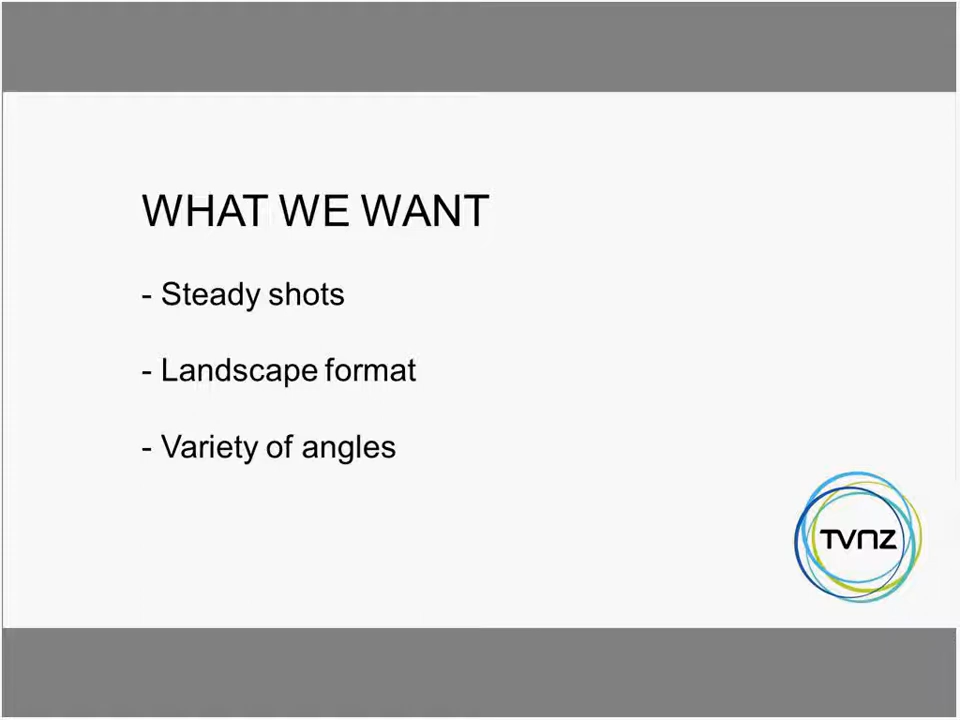 WHAT WE WANT
- Steady shots
- Landscape format
- Variety of angles
TVNZ